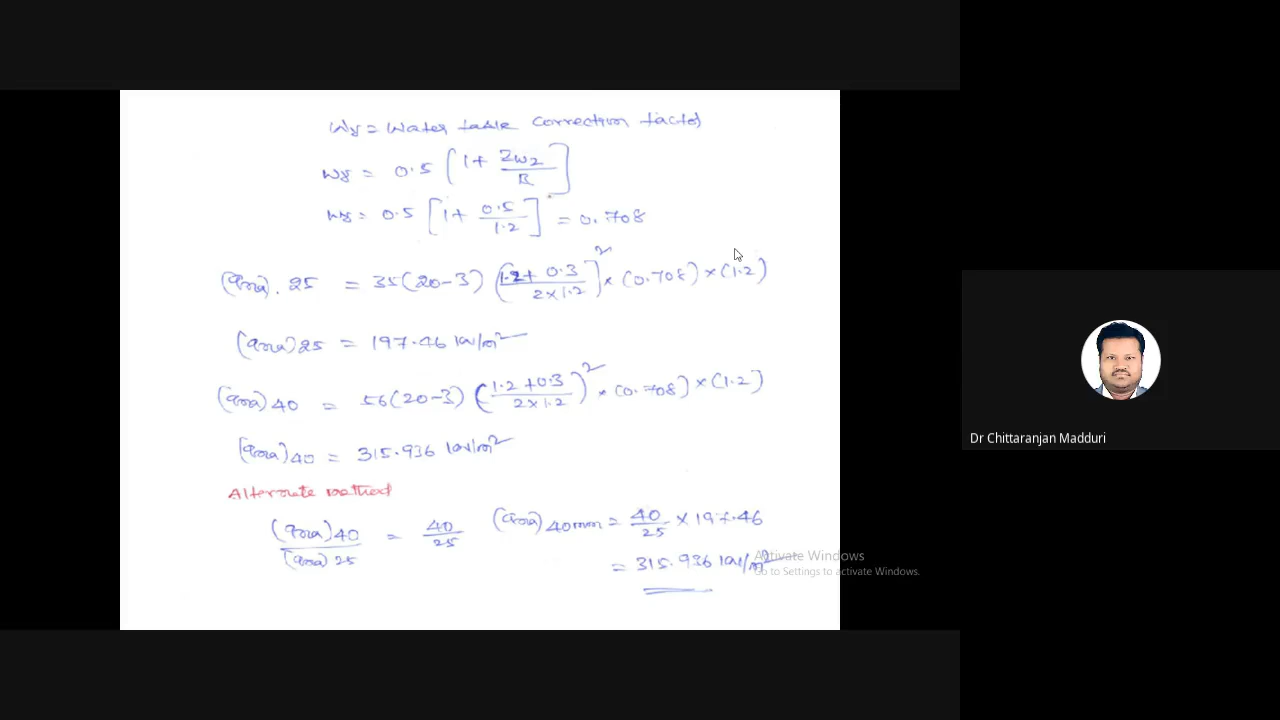 Wγ = Water table correction factor
Wγ = 0.5 [1 + Zw2/B]
Wγ = 0.5 [1 + 0.5/1.2] = 0.708
(qna).25 = 35(20-3) (1.2+0.3/2×1.2)² × (0.708) × (1.2)
(qna)25 = 197.46 kN/m²
(qna)40 = 56(20-3) (1.2+0.3/2×1.2)² × (0.708) × (1.2)
(qna)40 = 315.936 kN/m²
Alternate method
(qna)40/(qna)25 = 40/25 (qna)40mm = 40/25 × 197.46
= 315.936 kN/m²
Activate Windows
Go to Settings to activate Windows.
Dr Chittaranjan Madduri